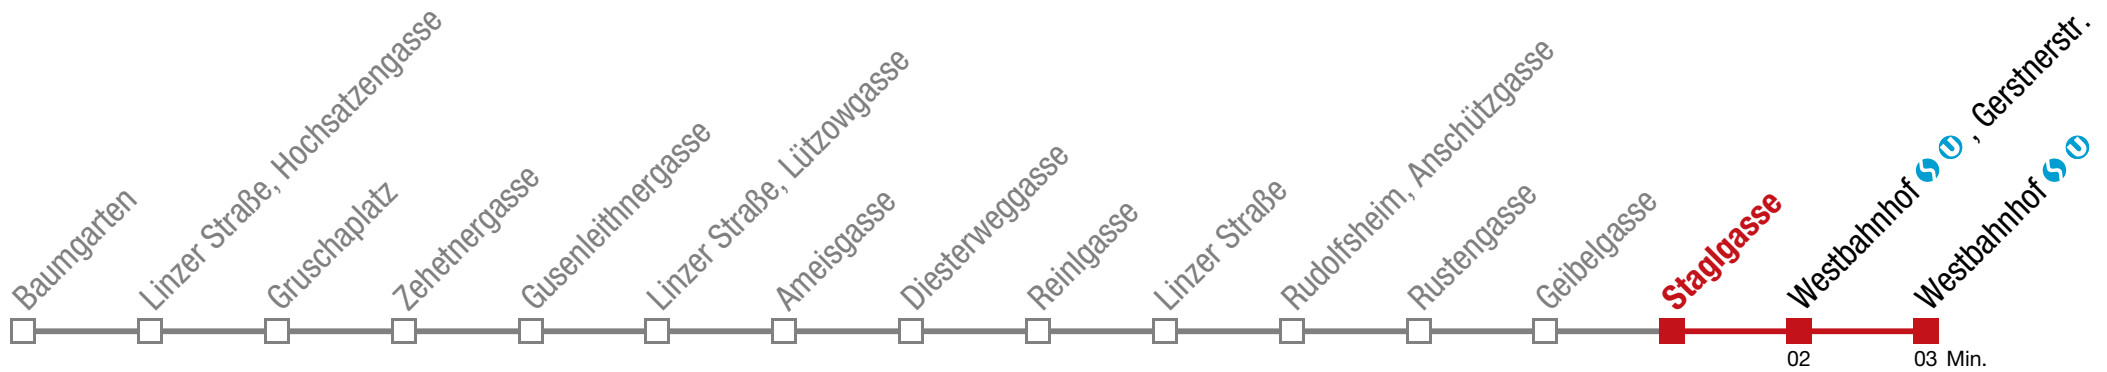 Baumgarten
Linzer Straße, Hochsatzengasse
Gruschaplatz
Zehetnergasse
Gusenleithnergasse
Linzer Straße, Lützowgasse
Ameisgasse
Diesterweggasse
Reinlgasse
Linzer Straße
Rudolfsheim, Anschützgasse
Rustengasse
Geibelgasse
Staglgasse
Westbahnhof S U , Gerstnerstr.
Westbahnhof S U
02
03 Min.